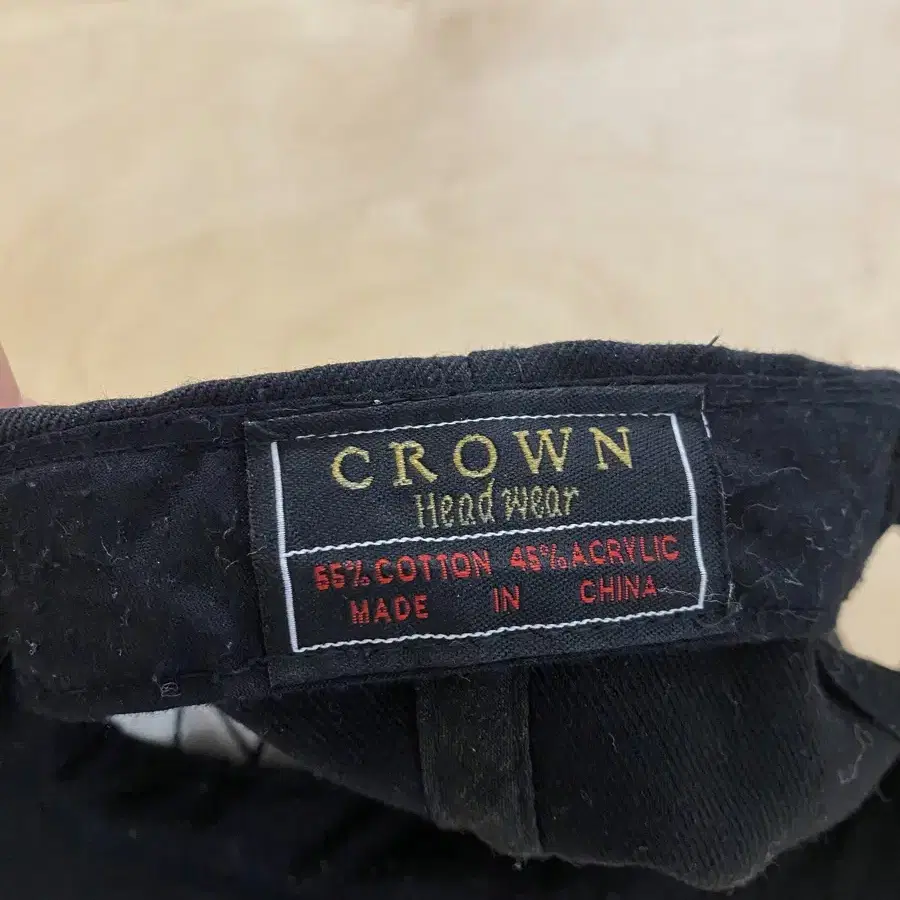 CROWN
Head wear
55% COTTON 45% ACRYLIC
MADE IN CHINA